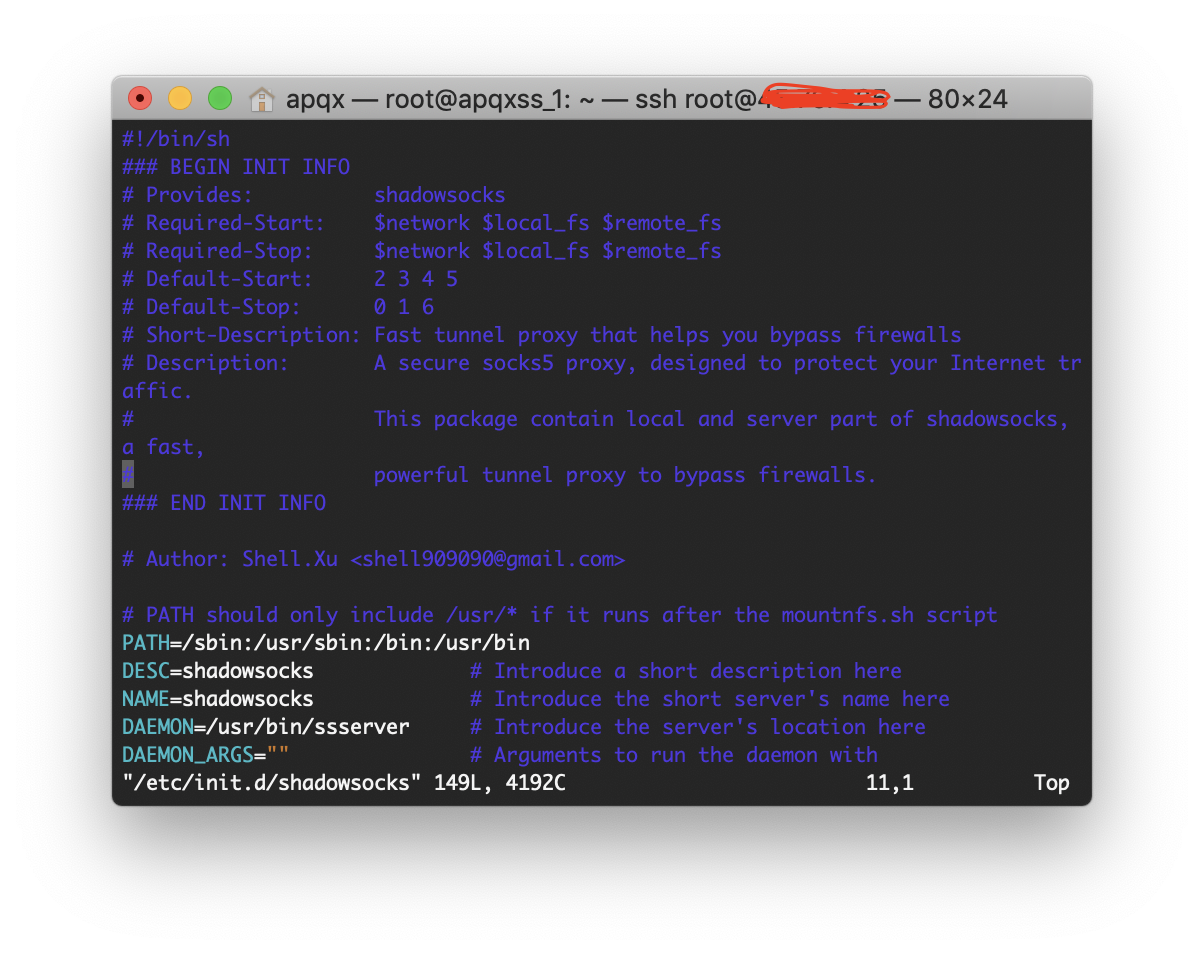 apqx — root@apqxss_1: ~ — ssh root@ — 80×24
#!/bin/sh
### BEGIN INIT INFO
# Provides:          shadowsocks
# Required-Start:    $network $local_fs $remote_fs
# Required-Stop:     $network $local_fs $remote_fs
# Default-Start:     2 3 4 5
# Default-Stop:      0 1 6
# Short-Description: Fast tunnel proxy that helps you bypass firewalls
# Description:       A secure socks5 proxy, designed to protect your Internet tr
affic.
#                    This package contain local and server part of shadowsocks,
a fast,
#                    powerful tunnel proxy to bypass firewalls.
### END INIT INFO
# Author: Shell.Xu <shell909090@gmail.com>
# PATH should only include /usr/* if it runs after the mountnfs.sh script
PATH=/sbin:/usr/sbin:/bin:/usr/bin
DESC=shadowsocks             # Introduce a short description here
NAME=shadowsocks             # Introduce the short server's name here
DAEMON=/usr/bin/ssserver     # Introduce the server's location here
DAEMON_ARGS=""               # Arguments to run the daemon with
"/etc/init.d/shadowsocks" 149L, 4192C                         11,1          Top